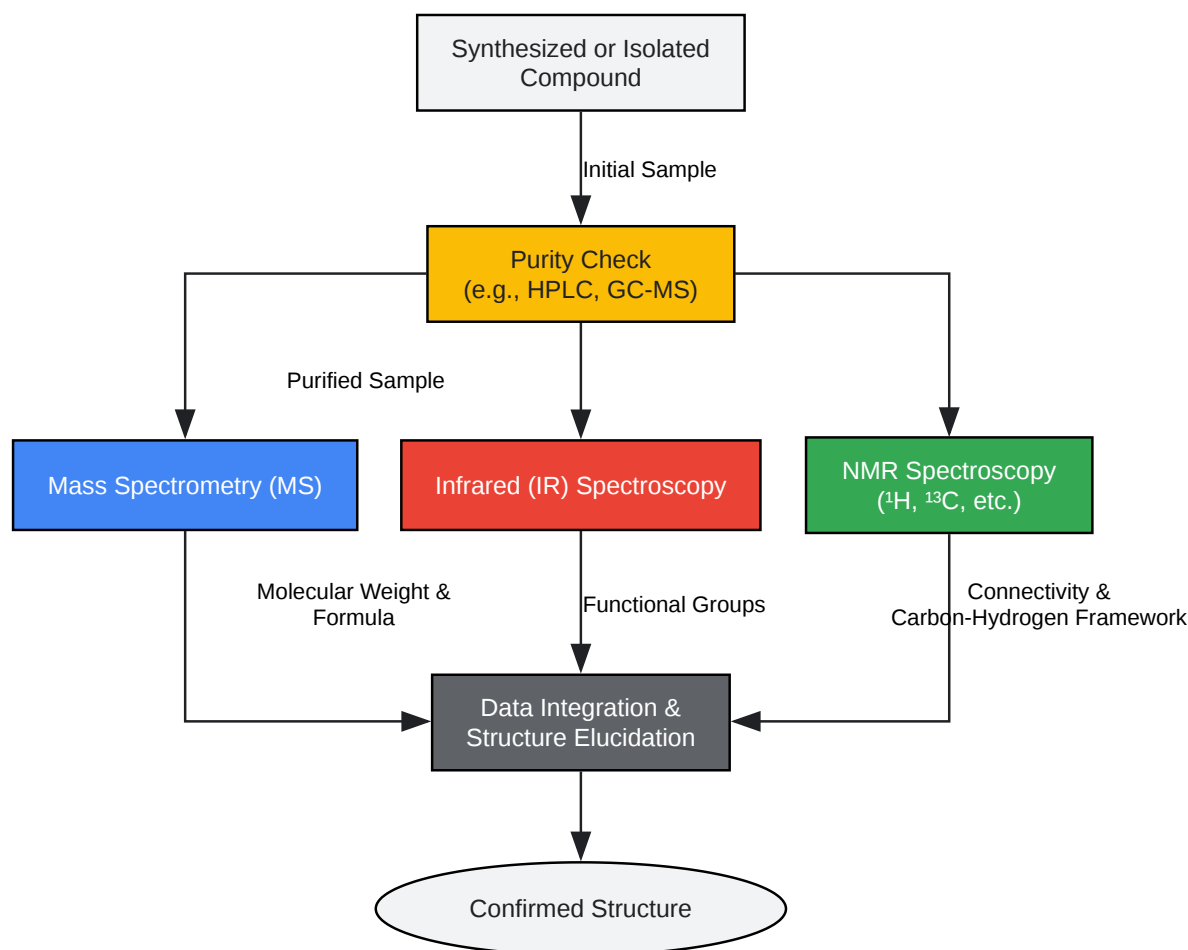 Synthesized or Isolated
Compound
Initial Sample
Purity Check
(e.g., HPLC, GC-MS)
Purified Sample
Mass Spectrometry (MS)
Infrared (IR) Spectroscopy
NMR Spectroscopy
(¹H, ¹³C, etc.)
Molecular Weight &
Formula
Functional Groups
Connectivity &
Carbon-Hydrogen Framework
Data Integration &
Structure Elucidation
Confirmed Structure